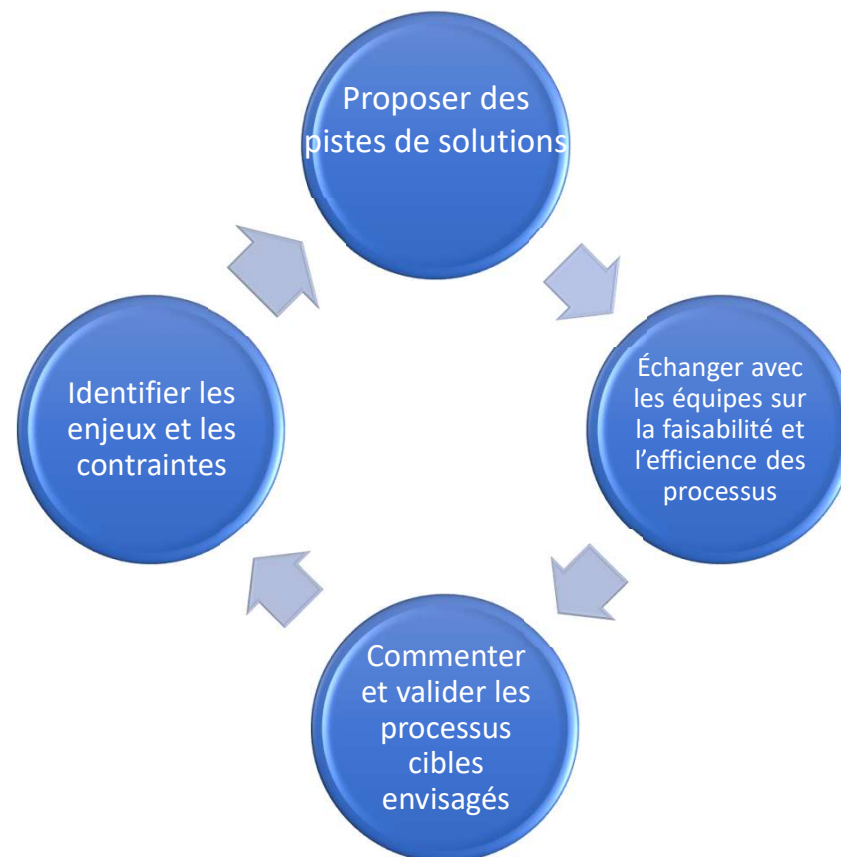 Proposer des
pistes de solutions
Échanger avec
les équipes sur
la faisabilité et
l’efficience des
processus
Commenter
et valider les
processus
cibles
envisagés
Identifier les
enjeux et les
contraintes